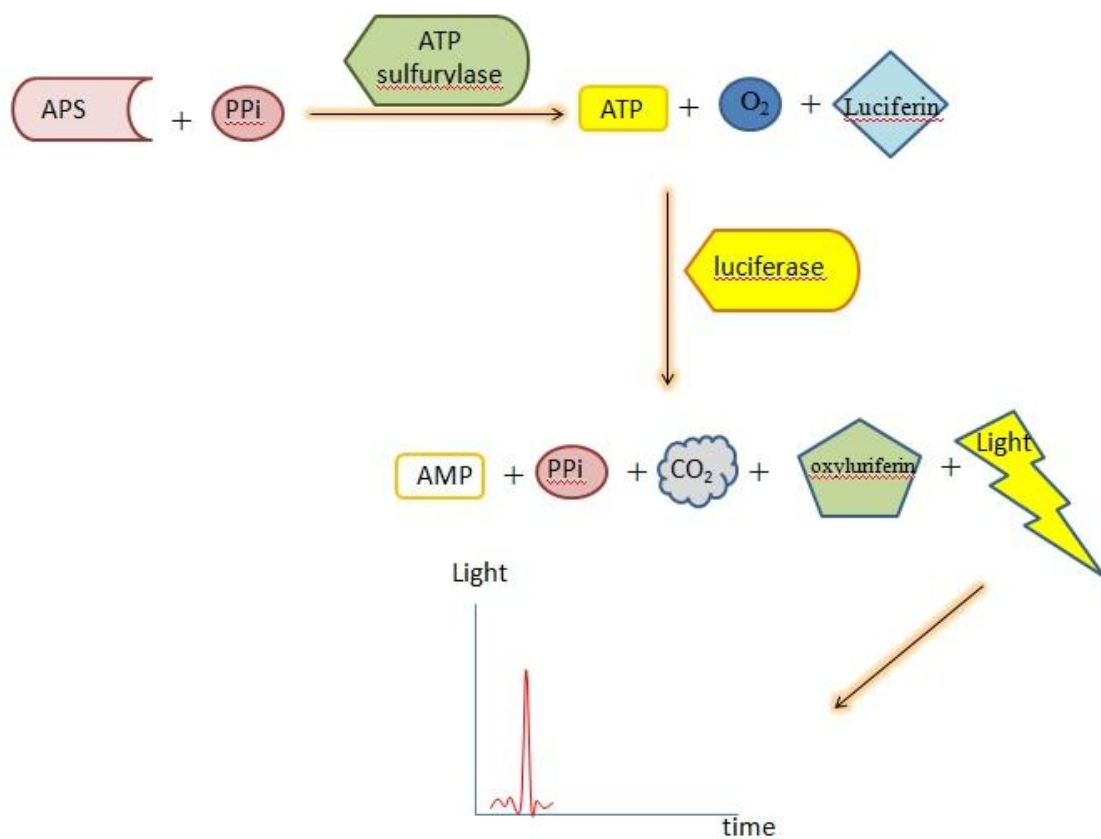 ATP
sulfurylase
APS + PPi ATP + O₂ + Luciferin
luciferase
AMP + PPi + CO₂ + oxyluriferin + Light
Light
time